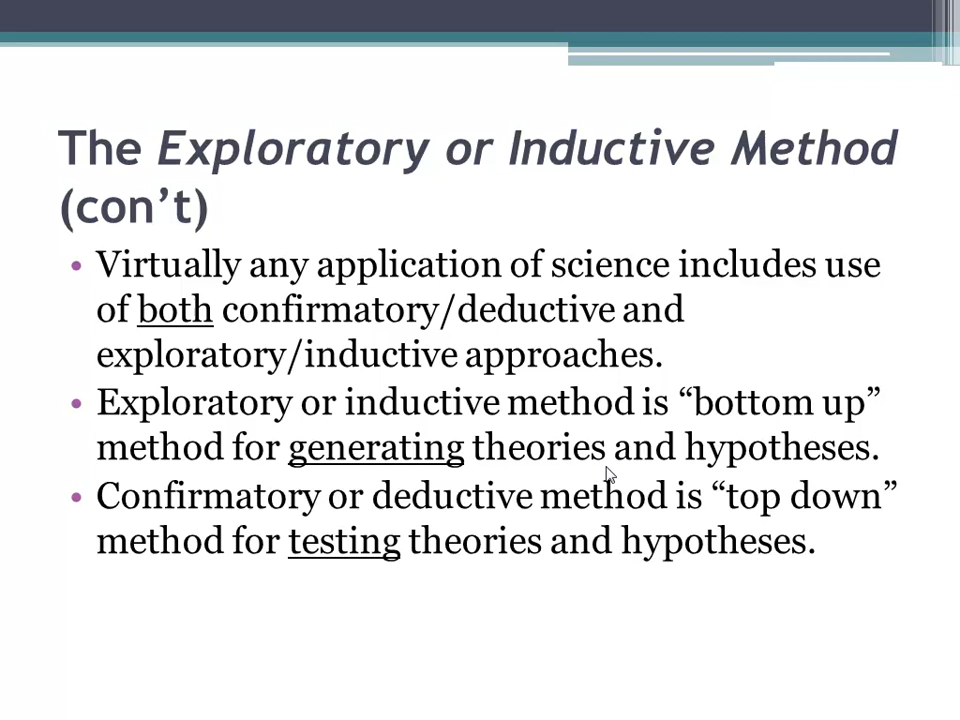 The Exploratory or Inductive Method
(con’t)
• Virtually any application of science includes use
of both confirmatory/deductive and
exploratory/inductive approaches.
• Exploratory or inductive method is “bottom up”
method for generating theories and hypotheses.
• Confirmatory or deductive method is “top down”
method for testing theories and hypotheses.